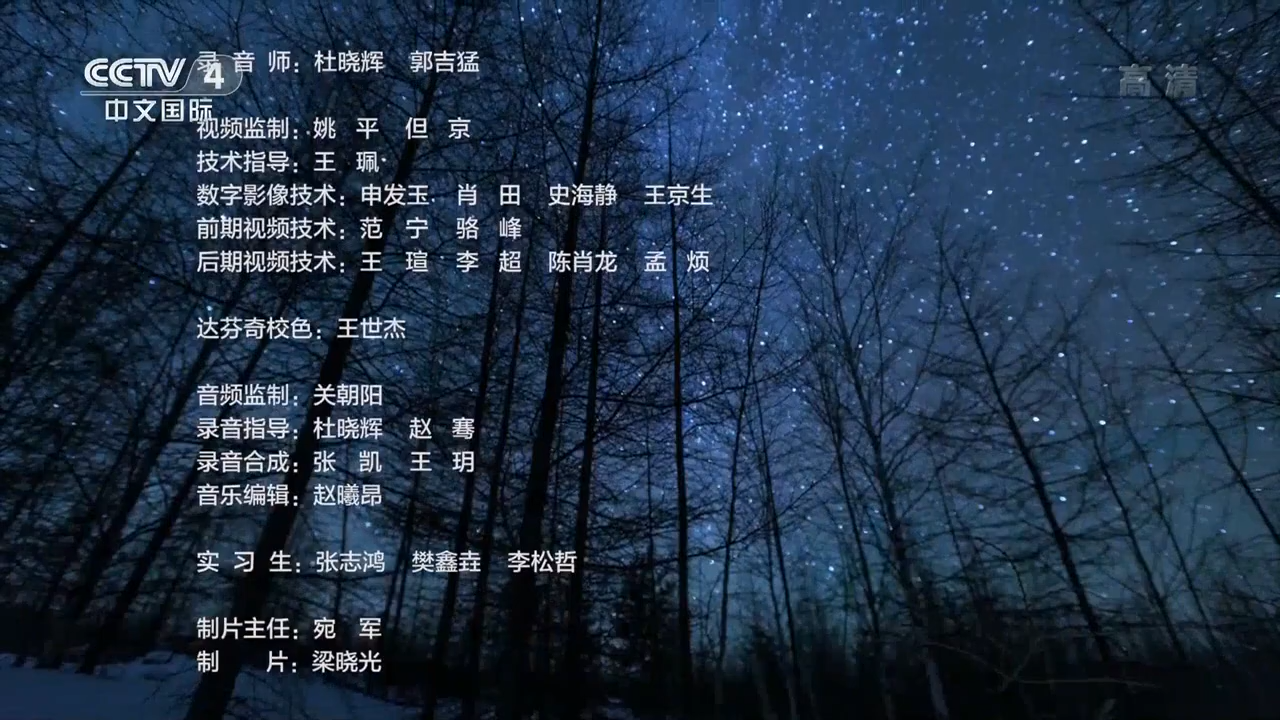 录音师：杜晓辉 郭吉猛
CCTV 4
高清
中文国际
视频监制：姚平 但京
技术指导：王珮
数字影像技术：申发玉 肖田 史海静 王京生
前期视频技术：范宁 骆峰
后期视频技术：王瑄 李超 陈肖龙 孟烦
达芬奇校色：王世杰
音频监制：关朝阳
录音指导：杜晓辉 赵骞
录音合成：张凯 王玥
音乐编辑：赵曦昂
实习生：张志鸿 樊鑫垚 李松哲
制片主任：宛军
制片：梁晓光